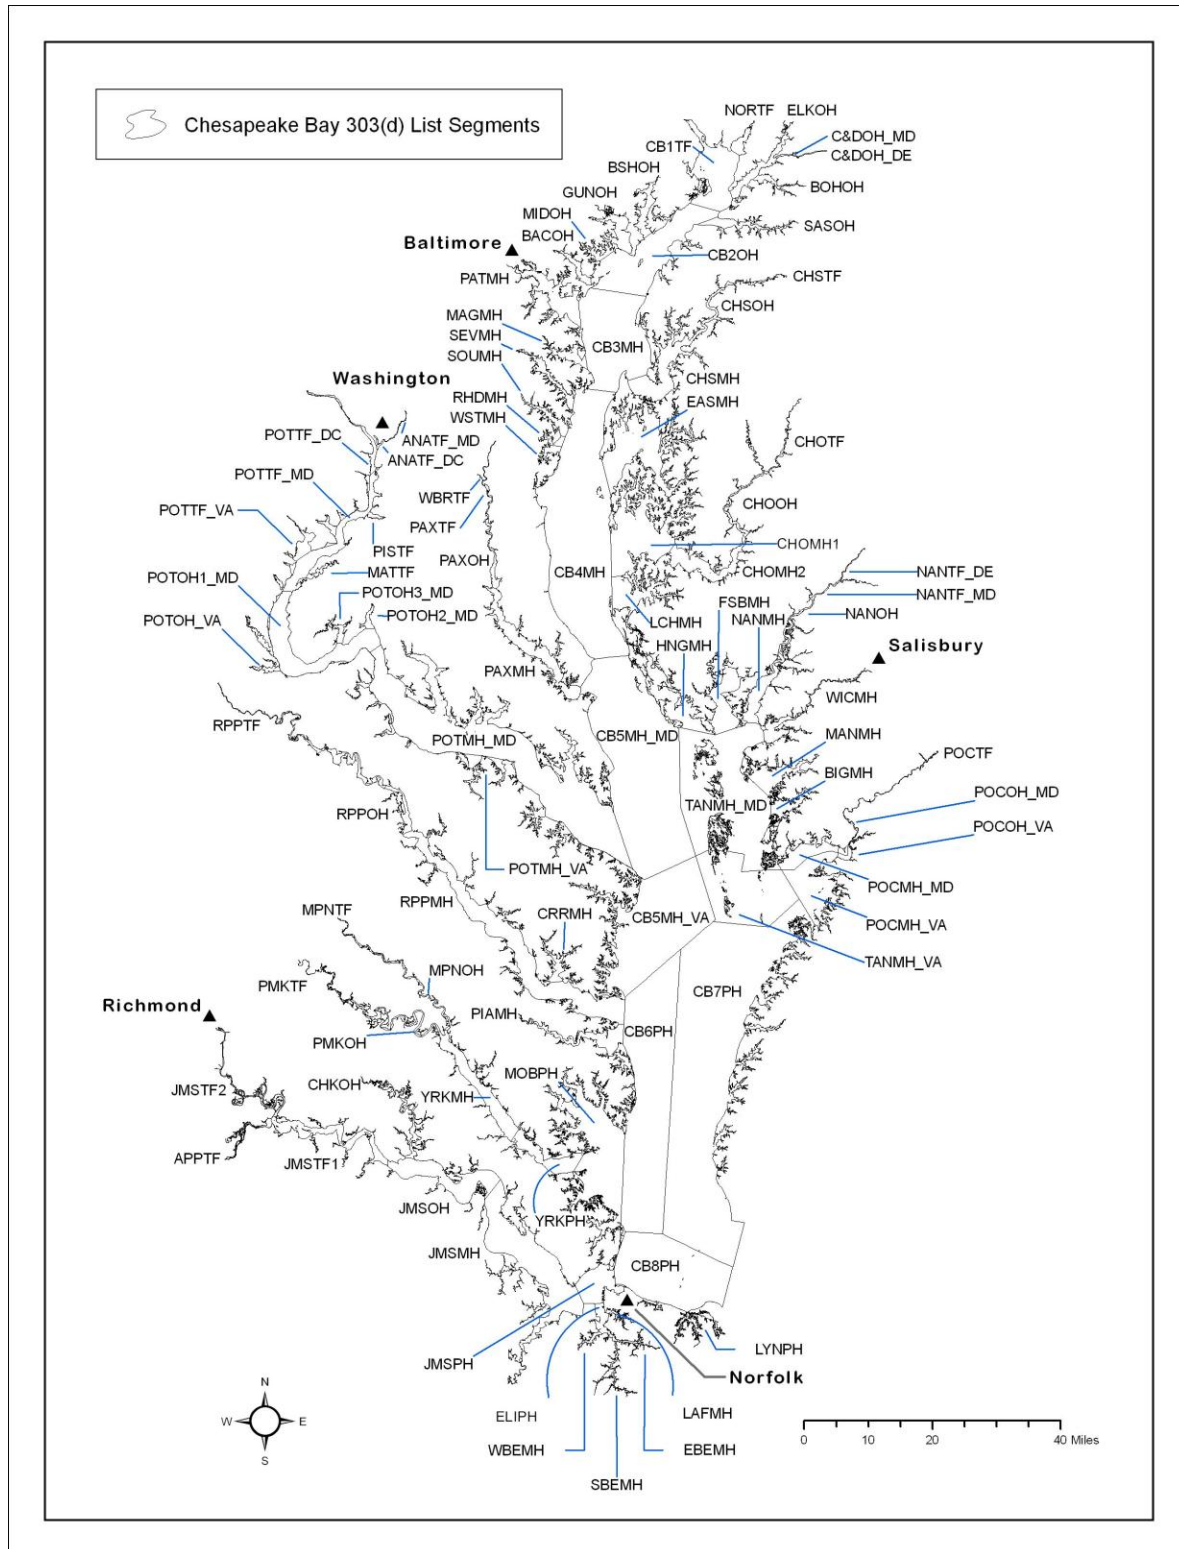 Chesapeake Bay 303(d) List Segments
NORTF
ELKOH
C&DOH_MD
CB1TF
C&DOH_DE
BSHOH
BOHOH
GUNOH
MIDOH
SASOH
BACOH
Baltimore
CB2OH
PATMH
CHSTF
CHSOH
MAGMH
SEVMH
CB3MH
SOUMH
Washington
CHSMH
RHDMH
EASMH
WSTMH
POTTF_DC
ANATF_MD
CHOTF
ANATF_DC
POTTF_MD
WBRTF
CHOOH
POTTF_VA
PAXTF
PISTF
CHOMH1
PAXOH
MATTF
CB4MH
CHOMH2
NANTF_DE
POTOH1_MD
POTOH3_MD
NANTF_MD
FSBMH
POTOH_VA
POTOH2_MD
LCHMH
NANMH
NANOH
HNGMH
Salisbury
PAXMH
WICMH
RPPTF
POTMH_MD
CB5MH_MD
MANMH
POCTF
BIGMH
POCOH_MD
TANMH_MD
RPPOH
POCOH_VA
POTMH_VA
POCMH_MD
RPPMH
MPNTF
CRRMH
CB5MH_VA
POCMH_VA
TANMH_VA
MPNOH
PMKTF
CB7PH
Richmond
PIAMH
CB6PH
PMKOH
MOBPH
CHKOH
JMSTF2
YRKMH
APPTF
JMSTF1
JMSOH
YRKPH
JMSMH
CB8PH
LYNPH
JMSPH
Norfolk
ELIPH
LAFMH
WBEMH
EBEMH
SBEMH
N
W E
S
0 10 20 40 Miles